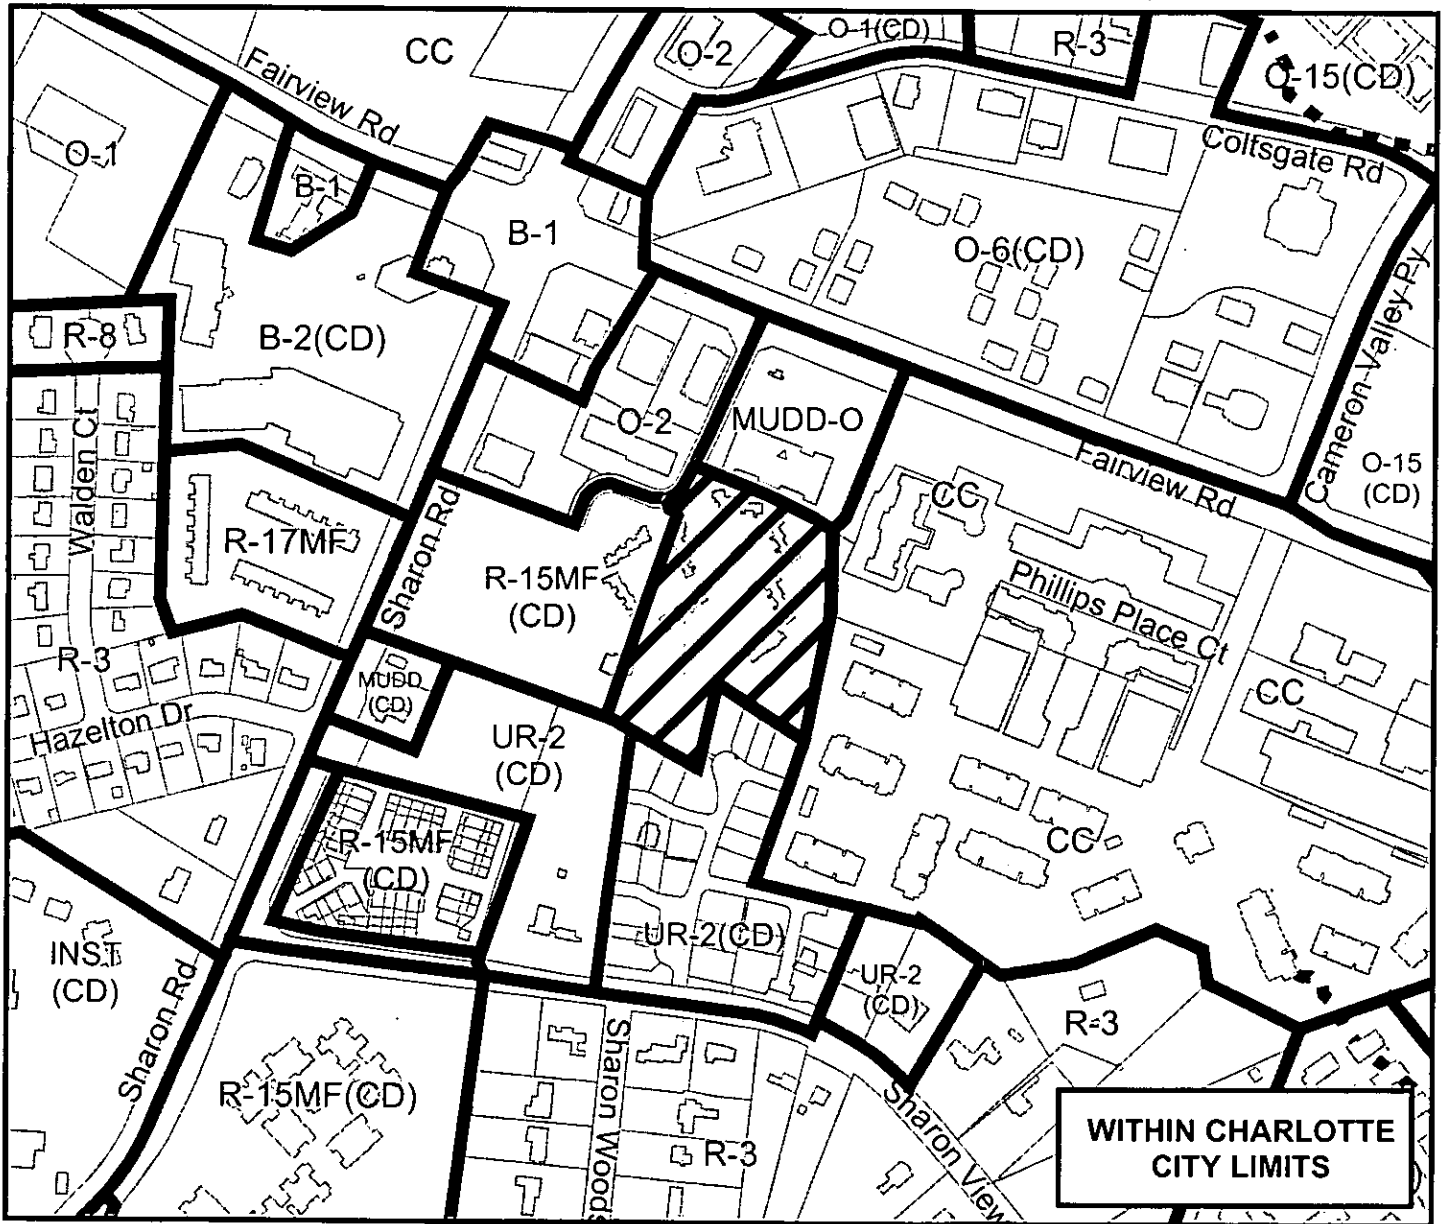 CC
O-2
O-1(CD)
R-3
O-15(CD)
Fairview Rd
O-1
B-1
Coltsgate Rd
B-1
O-6(CD)
R-8
B-2(CD)
Cameron Valley Py
O-2
MUDD-O
Walden Ct
Fairview Rd
O-15
(CD)
CC
R-17MF
Sharon Rd
R-15MF
(CD)
Phillips Place Ct
R-3
MUDD
(CD)
CC
Hazelton Dr
UR-2
(CD)
R-15MF
(CD)
CC
UR-2(CD)
INST
(CD)
UR-2
(CD)
Sharon Rd
R-3
R-15MF(CD)
Sharon Woods
R-3
Sharon View
WITHIN CHARLOTTE
CITY LIMITS